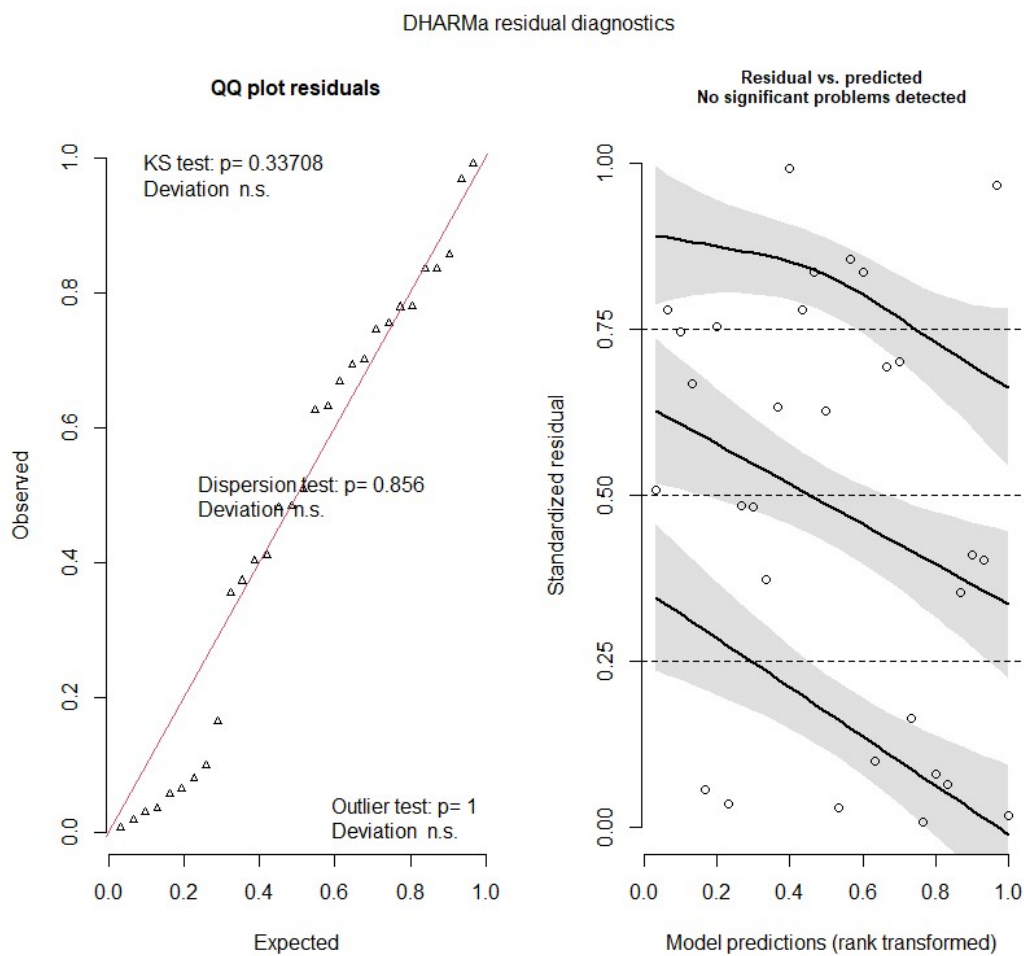 DHARMa residual diagnostics
QQ plot residuals
KS test: p= 0.33708
Deviation n.s.
Dispersion test: p= 0.856
Deviation n.s.
Outlier test: p= 1
Deviation n.s.
Observed
0.0 0.2 0.4 0.6 0.8 1.0
0.0 0.2 0.4 0.6 0.8 1.0
Expected
Residual vs. predicted
No significant problems detected
Standardized residual
0.00 0.25 0.50 0.75 1.00
0.0 0.2 0.4 0.6 0.8 1.0
Model predictions (rank transformed)